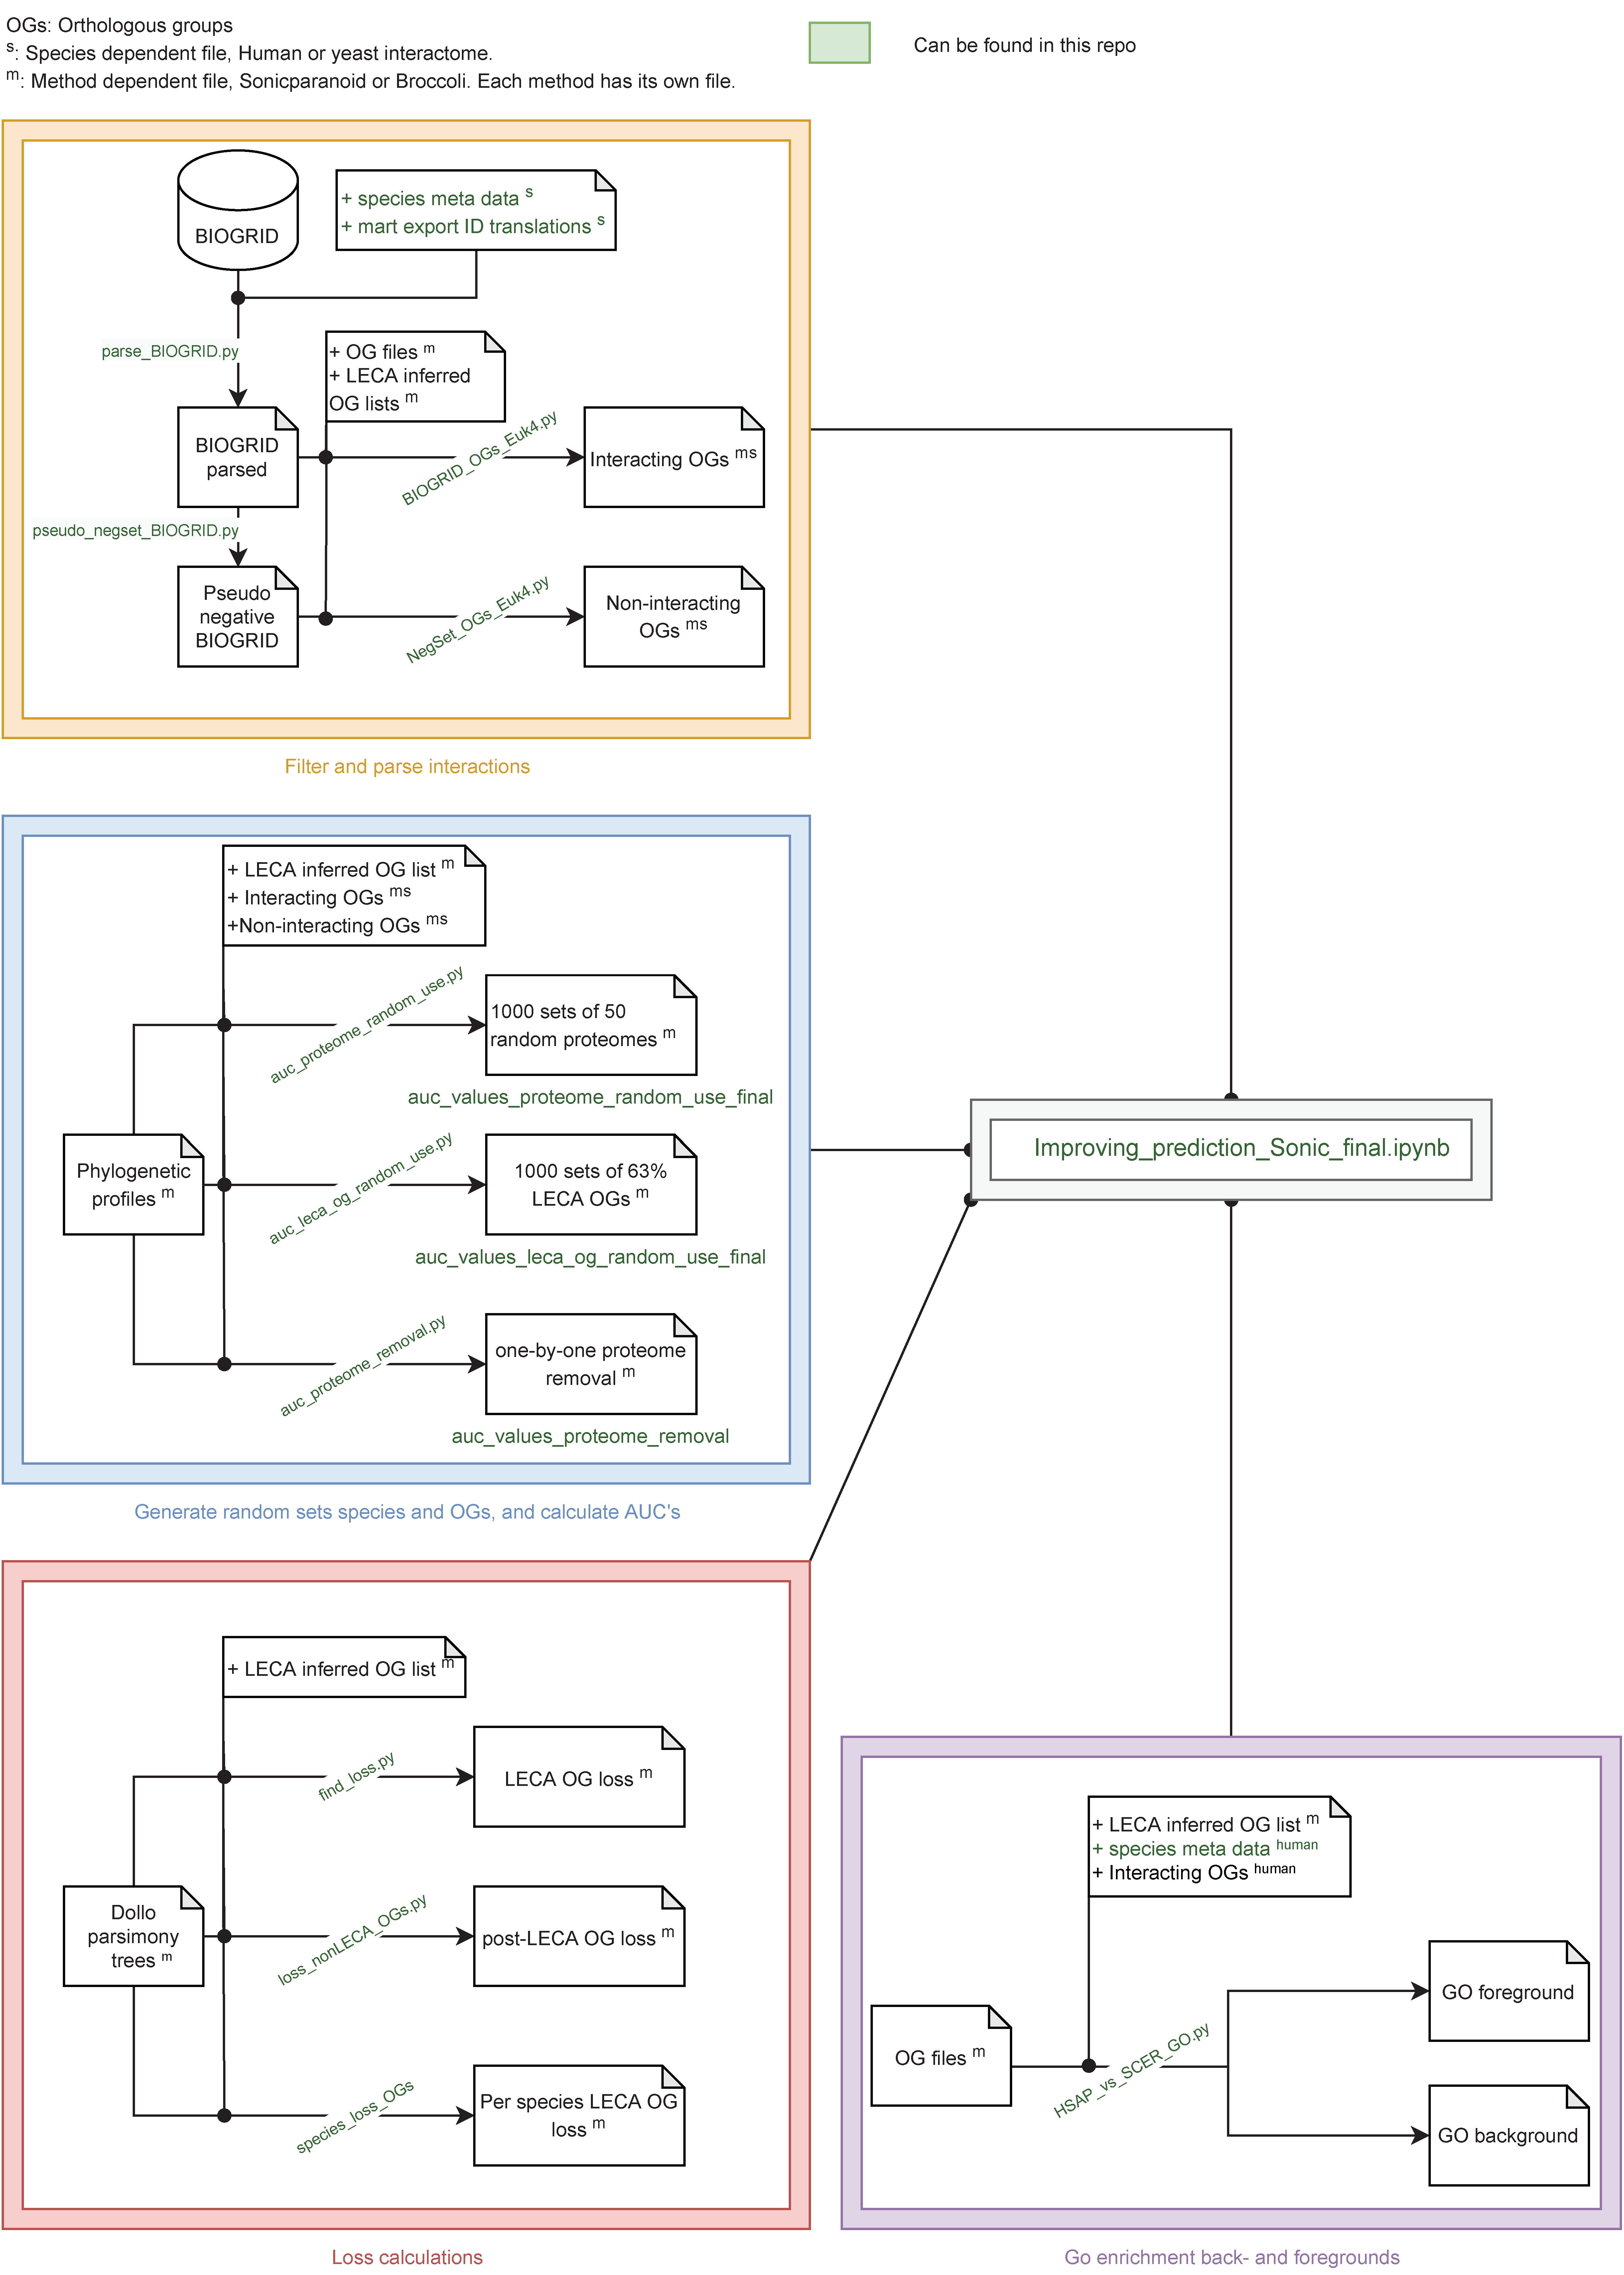 OGs: Orthologous groups
s: Species dependent file, Human or yeast interactome.
m: Method dependent file, Sonicparanoid or Broccoli. Each method has its own file.
Can be found in this repo
BIOGRID
+ species meta data s
+ mart export ID translations s
parse_BIOGRID.py
+ OG files m
+ LECA inferred
OG lists m
BIOGRID
parsed
BIOGRID_OGs_Euk4.py
Interacting OGs ms
pseudo_negset_BIOGRID.py
Pseudo
negative
BIOGRID
NegSet_OGs_Euk4.py
Non-interacting
OGs ms
Filter and parse interactions
+ LECA inferred OG list m
+ Interacting OGs ms
+Non-interacting OGs ms
auc_proteome_random_use.py
1000 sets of 50
random proteomes m
auc_values_proteome_random_use_final
Phylogenetic
profiles m
auc_leca_og_random_use.py
1000 sets of 63%
LECA OGs m
auc_values_leca_og_random_use_final
auc_proteome_removal.py
one-by-one proteome
removal m
auc_values_proteome_removal
Generate random sets species and OGs, and calculate AUC's
Improving_prediction_Sonic_final.ipynb
+ LECA inferred OG list m
find_loss.py
LECA OG loss m
Dollo
parsimony
trees m
loss_nonLECA_OGs.py
post-LECA OG loss m
species_loss_OGs
Per species LECA OG
loss m
Loss calculations
+ LECA inferred OG list m
+ species meta data human
+ Interacting OGs human
OG files m
HSAP_vs_SCER_GO.py
GO foreground
GO background
Go enrichment back- and foregrounds